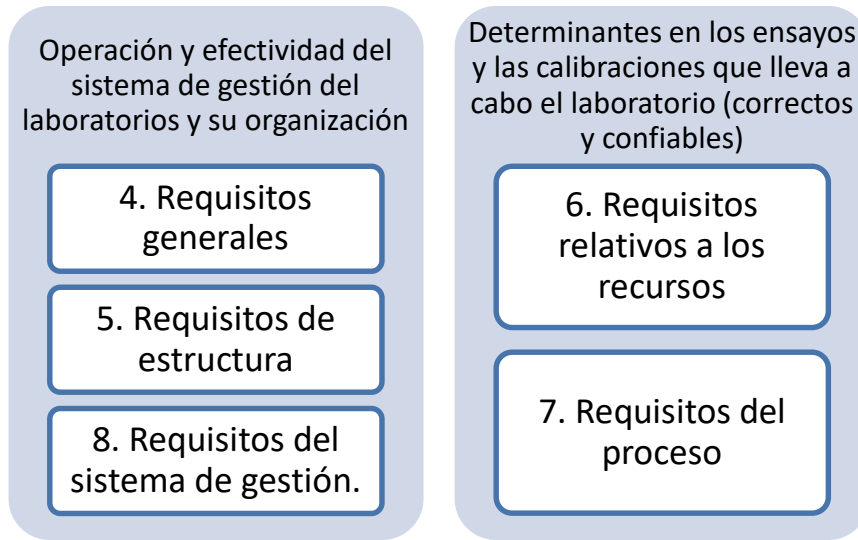 Operación y efectividad del
sistema de gestión del
laboratorios y su organización
4. Requisitos
generales
5. Requisitos de
estructura
8. Requisitos del
sistema de gestión.
Determinantes en los ensayos
y las calibraciones que lleva a
cabo el laboratorio (correctos
y confiables)
6. Requisitos
relativos a los
recursos
7. Requisitos del
proceso